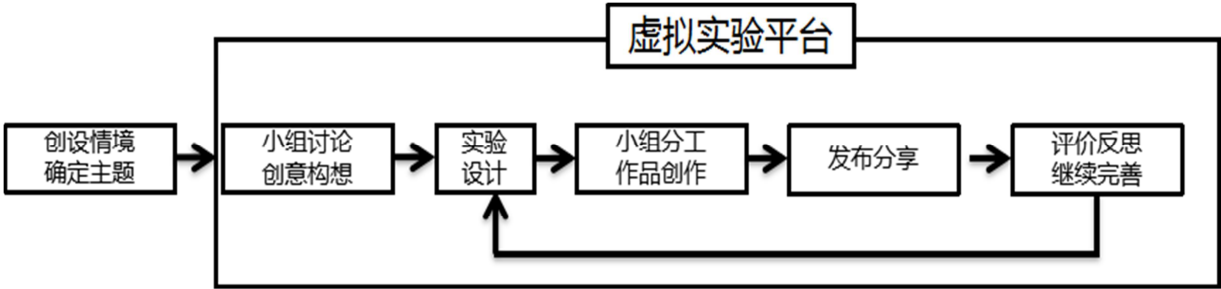 虚拟实验平台
创设情境
确定主题
小组讨论
创意构想
实验
设计
小组分工
作品创作
发布分享
评价反思
继续完善